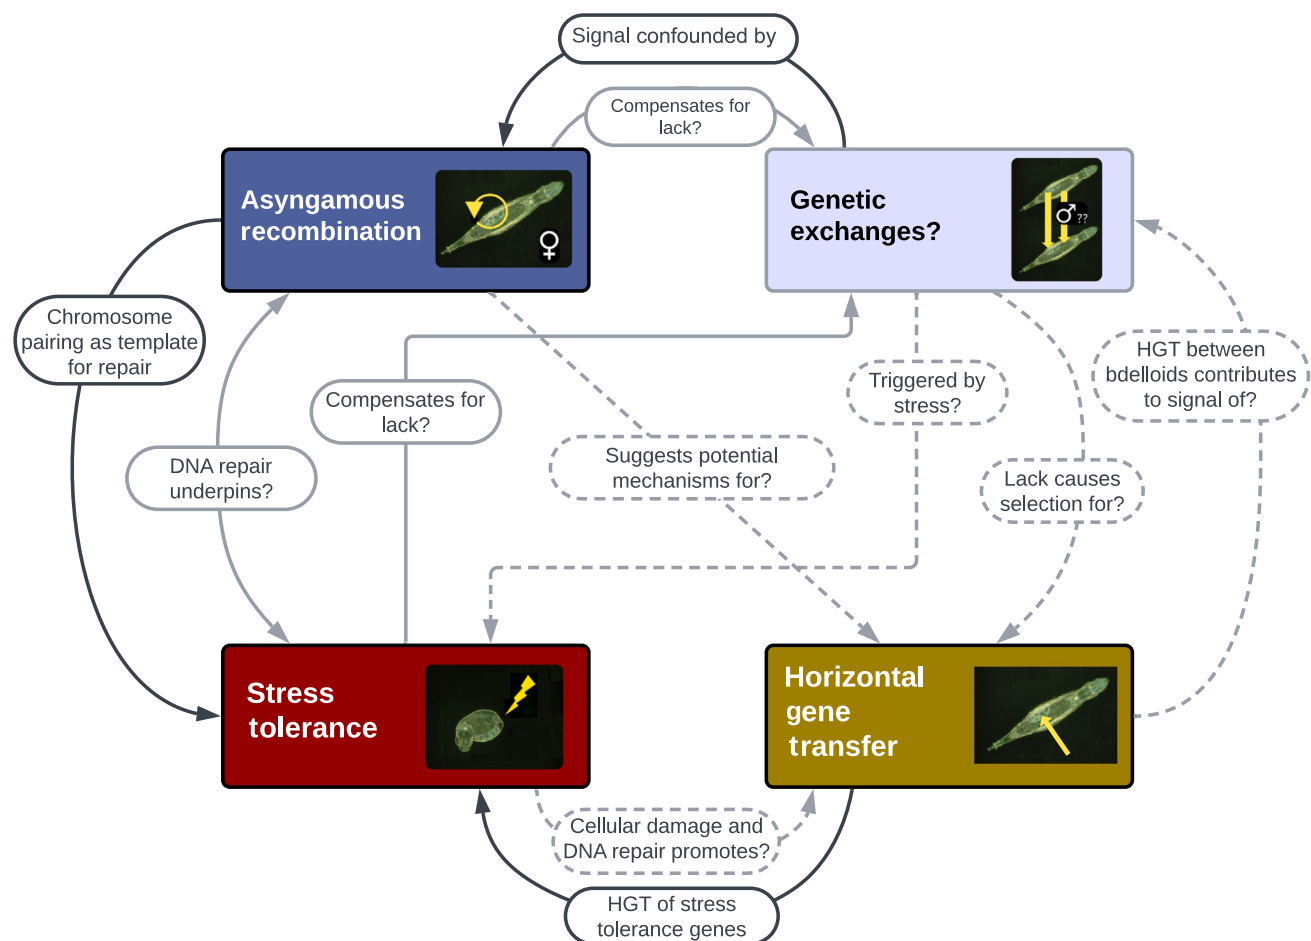 Signal confounded by
Compensates for
lack?
Asyngamous
recombination
♀
Genetic
exchanges?
♂??
Chromosome
pairing as template
for repair
HGT between
bdelloids contributes
to signal of?
Triggered by
stress?
Compensates for
lack?
DNA repair
underpins?
Suggests potential
mechanisms for?
Lack causes
selection for?
Stress
tolerance
Horizontal
gene
transfer
Cellular damage and
DNA repair promotes?
HGT of stress
tolerance genes